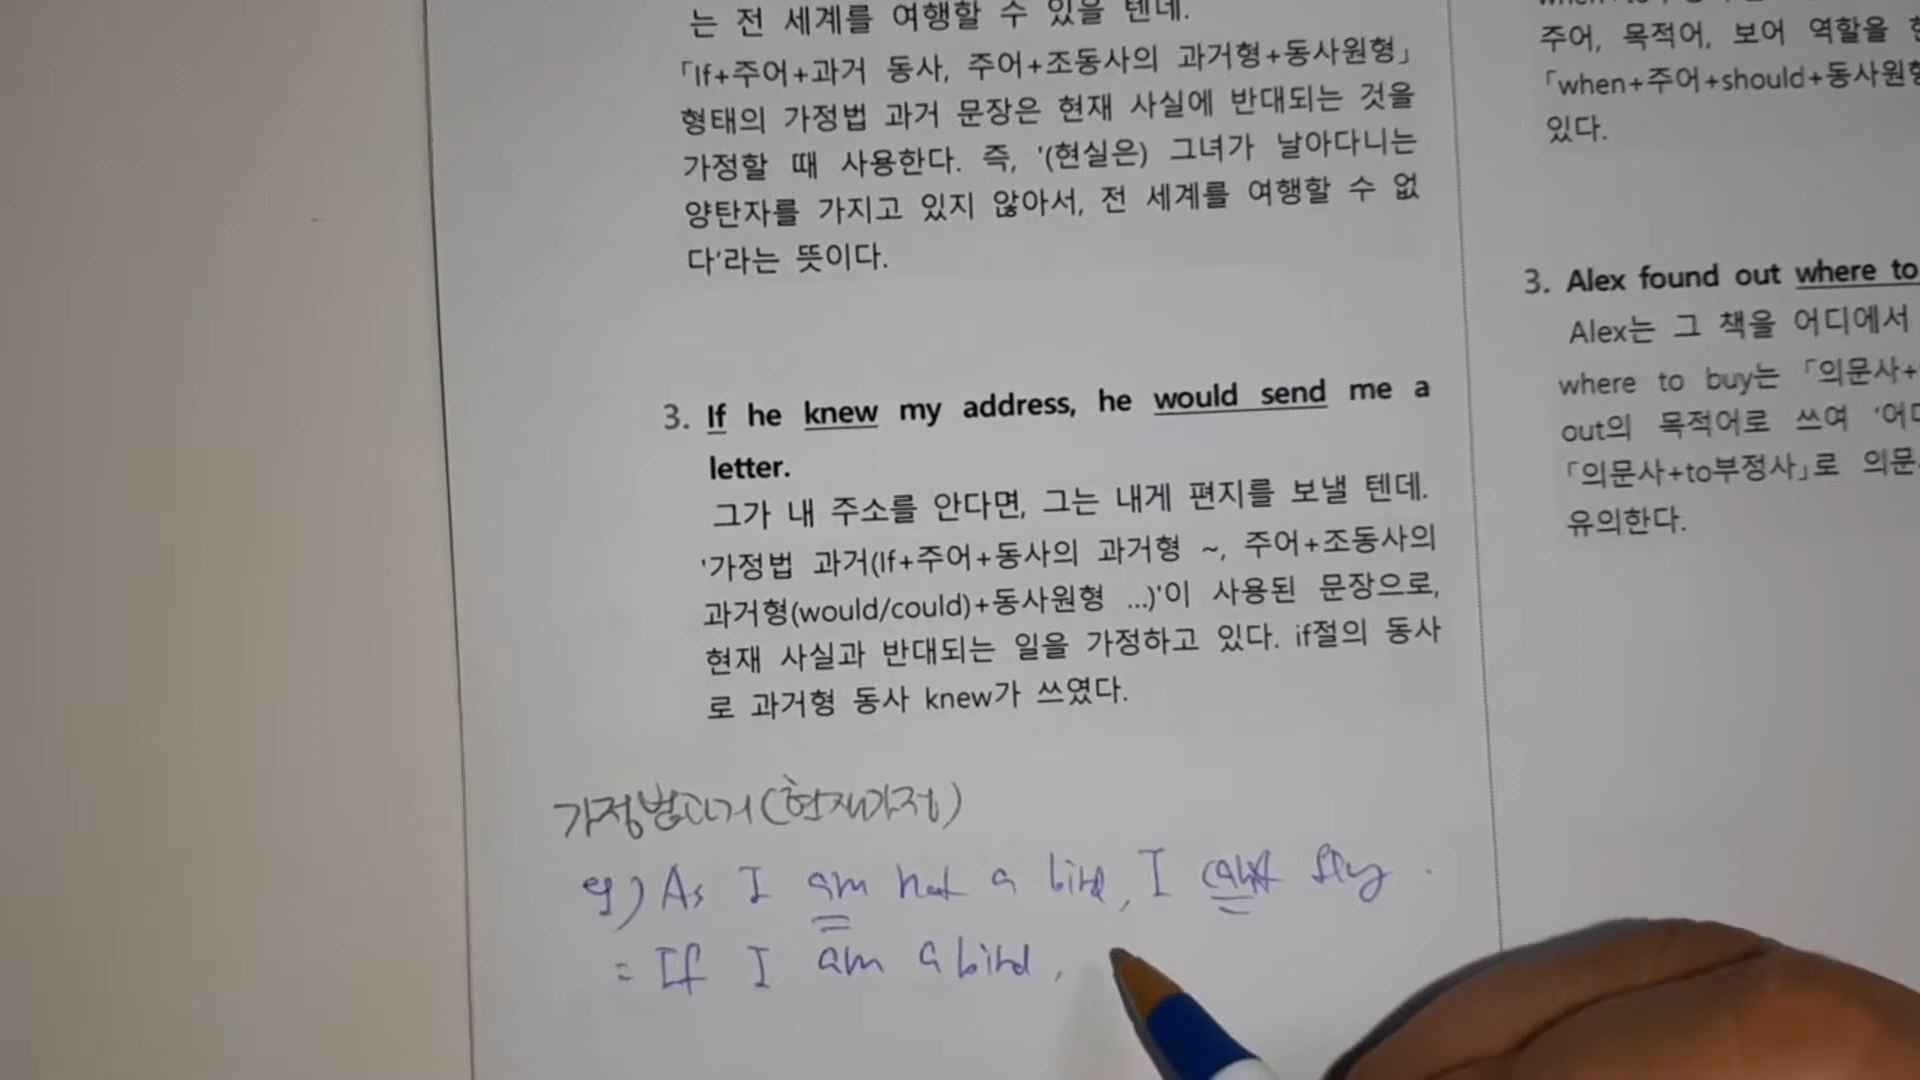 는 전 세계를 여행할 수 있을 텐데.
「If+주어+과거 동사, 주어+조동사의 과거형+동사원형」
형태의 가정법 과거 문장은 현재 사실에 반대되는 것을
가정할 때 사용한다. 즉, '(현실은) 그녀가 날아다니는
양탄자를 가지고 있지 않아서, 전 세계를 여행할 수 없
다'라는 뜻이다.
3. If he knew my address, he would send me a
letter.
그가 내 주소를 안다면, 그는 내게 편지를 보낼 텐데.
'가정법 과거(If+주어+동사의 과거형 ~, 주어+조동사의
과거형(would/could)+동사원형 ...)'이 사용된 문장으로,
현재 사실과 반대되는 일을 가정하고 있다. if절의 동사
로 과거형 동사 knew가 쓰였다.
가정법과거(현재가정)
eg) As I am not a bird, I can't fly.
= If I am a bird,
주어, 목적어, 보어 역할을
「when+주어+should+동사원형
있다.
3. Alex found out where to
Alex는 그 책을 어디에서
where to buy는 「의문사+
out의 목적어로 쓰여 '어디
「의문사+to부정사」로 의문
유의한다.